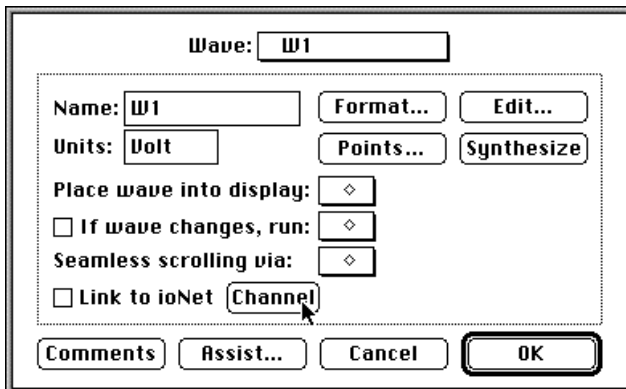 Wave: W1
Name: W1 Format... Edit...
Units: Volt Points... Synthesize
Place wave into display:
If wave changes, run:
Seamless scrolling via:
Link to ioNet Channel
Comments Assist... Cancel OK